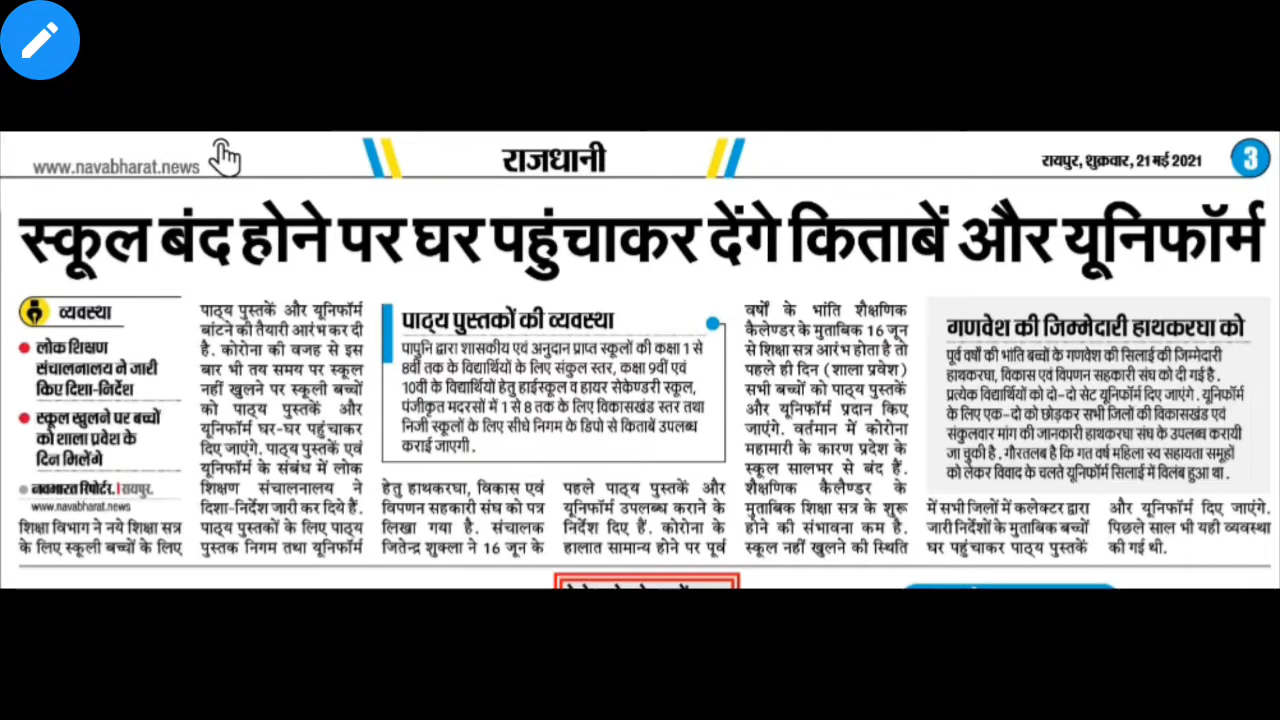 www.navabharat.news
राजधानी
रायपुर, शुक्रवार, 21 मई 2021
3
स्कूल बंद होने पर घर पहुंचाकर देंगे किताबें और यूनिफॉर्म
व्यवस्था
लोक शिक्षण
संचालनालय ने जारी
किए दिशा-निर्देश
स्कूल खुलने पर बच्चों
को शाला प्रवेश के
दिन मिलेंगे
नवभारत रिपोर्टर. । रायपुर.
www.navabharat.news
शिक्षा विभाग ने नये शिक्षा सत्र
के लिए स्कूली बच्चों के लिए
पाठ्य पुस्तकें और यूनिफॉर्म
बांटने की तैयारी आरंभ कर दी
है. कोरोना की वजह से इस
बार भी तय समय पर स्कूल
नहीं खुलने पर स्कूली बच्चों
को पाठ्य पुस्तकें और
यूनिफॉर्म घर-घर पहुंचाकर
दिए जाएंगे. पाठ्य पुस्तकें एवं
यूनिफॉर्म के संबंध में लोक
शिक्षण संचालनालय ने
दिशा-निर्देश जारी कर दिये हैं.
पाठ्य पुस्तकों के लिए पाठ्य
पुस्तक निगम तथा यूनिफॉर्म
पाठ्य पुस्तकों की व्यवस्था
पापुनि द्वारा शासकीय एवं अनुदान प्राप्त स्कूलों की कक्षा 1 से
8वीं तक के विद्यार्थियों के लिए संकुल स्तर, कक्षा 9वीं एवं
10वी के विद्यार्थियों हेतु हाईस्कूल व हायर सेकेण्डरी स्कूल,
पंजीकृत मदरसों में 1 से 8 तक के लिए विकासखंड स्तर तथा
निजी स्कूलों के लिए सीधे निगम के डिपो से किताबें उपलब्ध
कराई जाएगी.
हेतु हाथकरघा, विकास एवं
विपणन सहकारी संघ को पत्र
लिखा गया है. संचालक
जितेन्द्र शुक्ला ने 16 जून के
पहले पाठ्य पुस्तकें और
यूनिफॉर्म उपलब्ध कराने के
निर्देश दिए हैं. कोरोना के
हालात सामान्य होने पर पूर्व
वर्षों के भांति शैक्षणिक
कैलेण्डर के मुताबिक 16 जून
से शिक्षा सत्र आरंभ होता है तो
पहले ही दिन (शाला प्रवेश)
सभी बच्चों को पाठ्य पुस्तकें
और यूनिफॉर्म प्रदान किए
जाएंगे. वर्तमान में कोरोना
महामारी के कारण प्रदेश के
स्कूल सालभर से बंद हैं.
शैक्षणिक कैलैण्डर के
मुताबिक शिक्षा सत्र के शुरू
होने की संभावना कम है.
स्कूल नहीं खुलने की स्थिति
गणवेश की जिम्मेदारी हाथकरघा को
पूर्व वर्षों की भांति बच्चों के गणवेश की सिलाई की जिम्मेदारी
हाथकरघा, विकास एवं विपणन सहकारी संघ को दी गई है.
प्रत्येक विद्यार्थियों को दो-दो सेट यूनिफॉर्म दिए जाएंगे. यूनिफॉर्म
के लिए एक-दो को छोड़कर सभी जिलों की विकासखंड एवं
संकुलवार मांग की जानकारी हाथकरघा संघ के उपलब्ध करायी
जा चुकी है. गौरतलब है कि गत वर्ष महिला स्व सहायता समूहों
को लेकर विवाद के चलते यूनिफॉर्म सिलाई में विलंब हुआ था.
में सभी जिलों में कलेक्टर द्वारा
जारी निर्देशों के मुताबिक बच्चों
घर पहुंचाकर पाठ्य पुस्तकें
और यूनिफॉर्म दिए जाएंगे.
पिछले साल भी यही व्यवस्था
की गई थी.